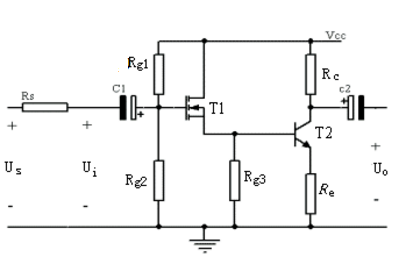 Vcc
Rg1
Rc
C1
c2
Rs
T1
T2
+
+
+
+
+
Us
Ui
Rg2
Rg3
Re
Uo
-
-
-